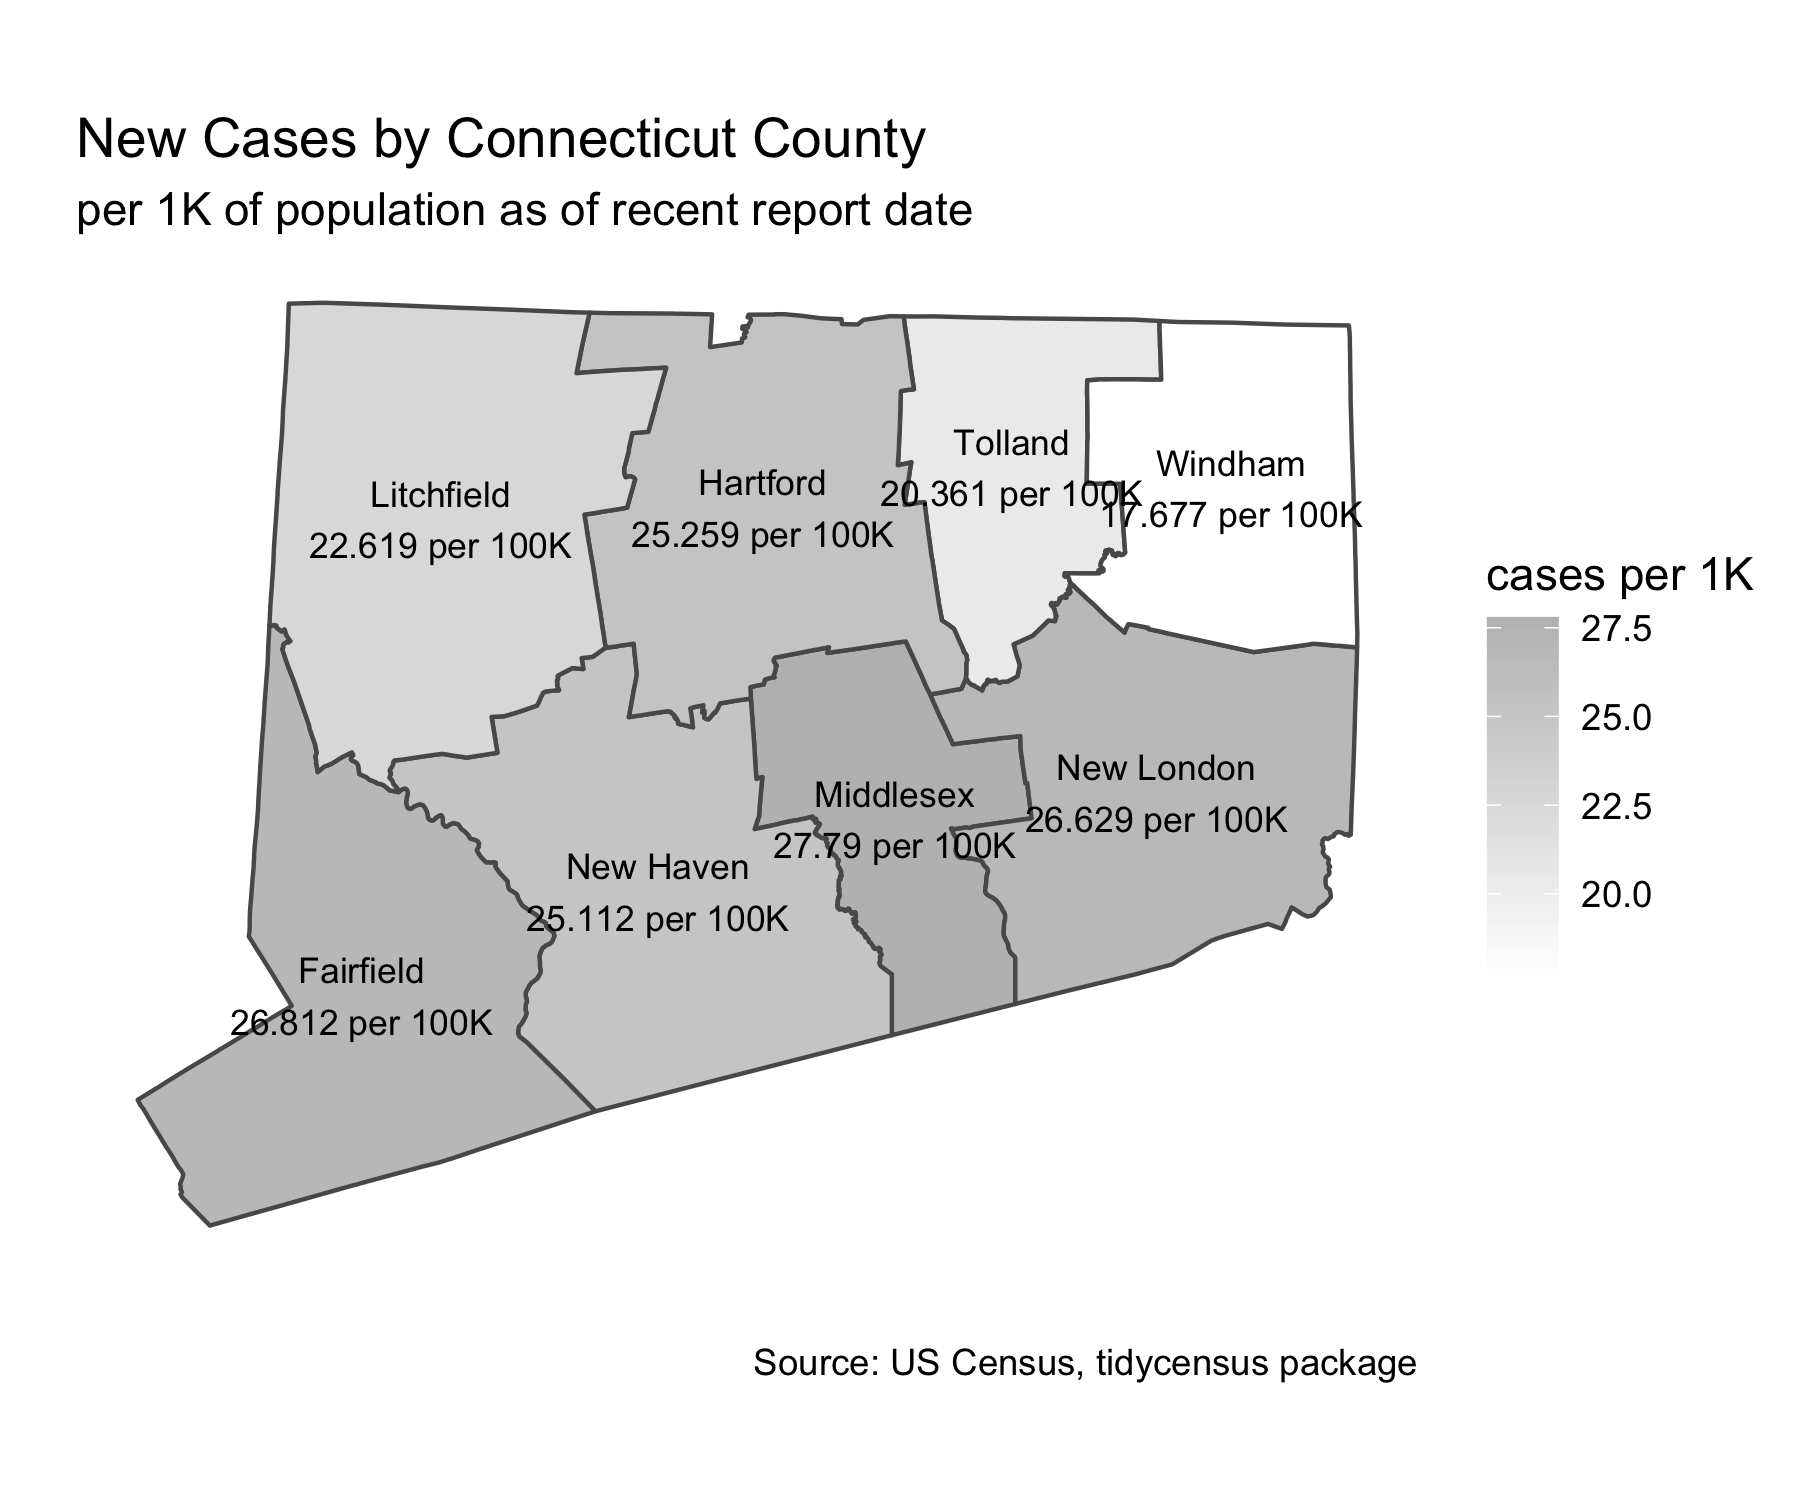 New Cases by Connecticut County
per 1K of population as of recent report date
Tolland
20.361 per 100K
Windham
17.677 per 100K
Hartford
25.259 per 100K
Litchfield
22.619 per 100K
New London
26.629 per 100K
Middlesex
27.79 per 100K
New Haven
25.112 per 100K
Fairfield
26.812 per 100K
cases per 1K
27.5
25.0
22.5
20.0
Source: US Census, tidycensus package